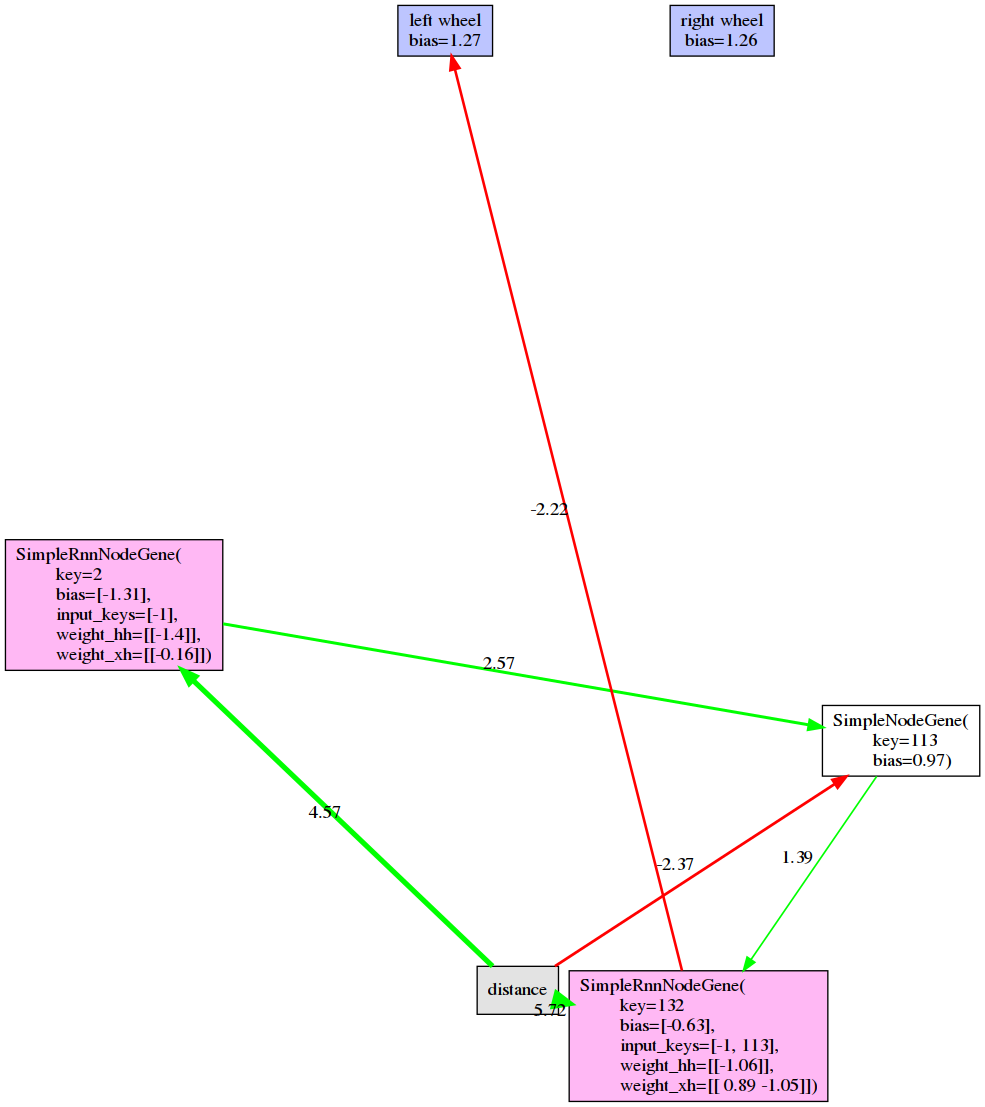 left wheel
bias=1.27
right wheel
bias=1.26
-2.22
SimpleRnnNodeGene(
key=2
bias=[-1.31],
input_keys=[-1],
weight_hh=[[-1.4]],
weight_xh=[[-0.16]])
2.57
SimpleNodeGene(
key=113
bias=0.97)
4.57
-2.37
1.39
distance
5.72
SimpleRnnNodeGene(
key=132
bias=[-0.63],
input_keys=[-1, 113],
weight_hh=[[-1.06]],
weight_xh=[[ 0.89 -1.05]])